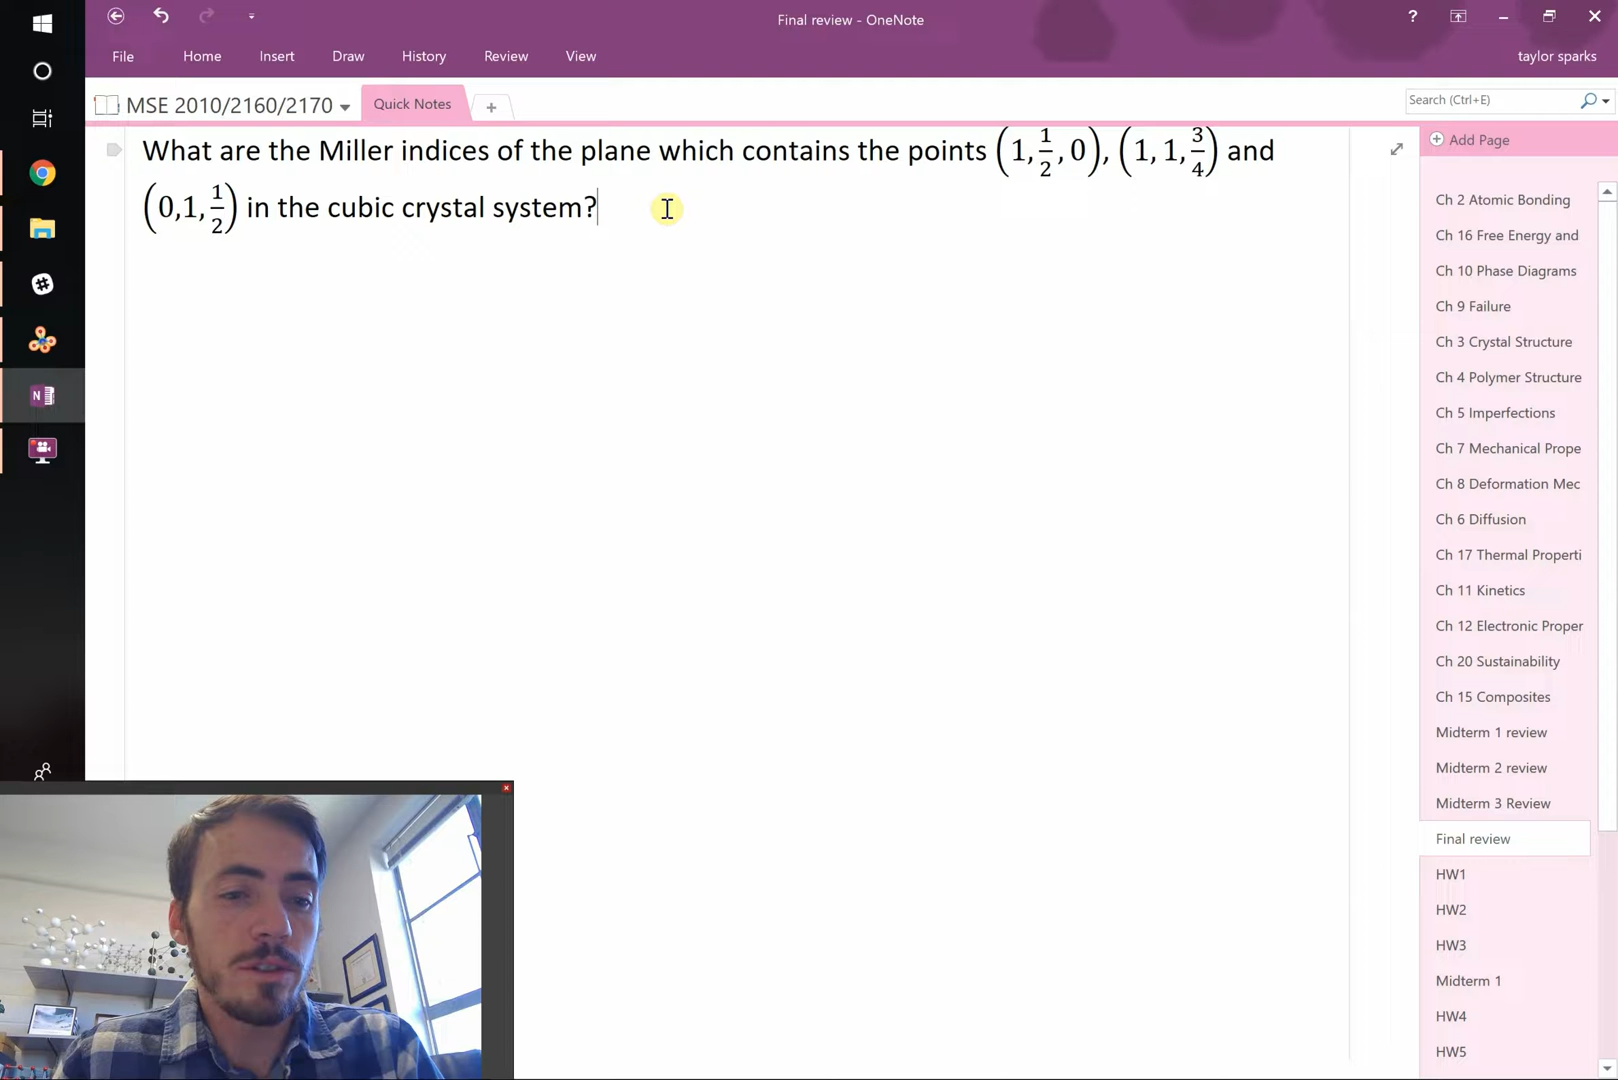 Final review - OneNote
?
File Home Insert Draw History Review View
taylor sparks
MSE 2010/2160/2170
Quick Notes
+
Search (Ctrl+E)
What are the Miller indices of the plane which contains the points (1, 1/2, 0), (1, 1, 3/4) and
(0,1, 1/2) in the cubic crystal system?
Add Page
Ch 2 Atomic Bonding
Ch 16 Free Energy and
Ch 10 Phase Diagrams
Ch 9 Failure
Ch 3 Crystal Structure
Ch 4 Polymer Structure
Ch 5 Imperfections
Ch 7 Mechanical Prope
Ch 8 Deformation Mec
Ch 6 Diffusion
Ch 17 Thermal Properti
Ch 11 Kinetics
Ch 12 Electronic Proper
Ch 20 Sustainability
Ch 15 Composites
Midterm 1 review
Midterm 2 review
Midterm 3 Review
Final review
HW1
HW2
HW3
Midterm 1
HW4
HW5
N